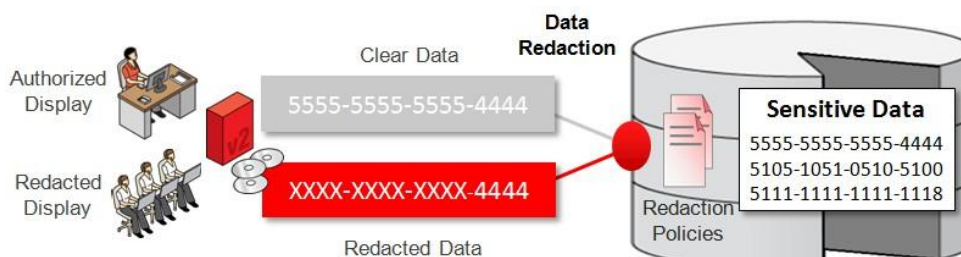 Authorized
Display
Redacted
Display
v2
Clear Data
5555-5555-5555-4444
XXXX-XXXX-XXXX-4444
Redacted Data
Data
Redaction
Redaction
Policies
Sensitive Data
5555-5555-5555-4444
5105-1051-0510-5100
5111-1111-1111-1118